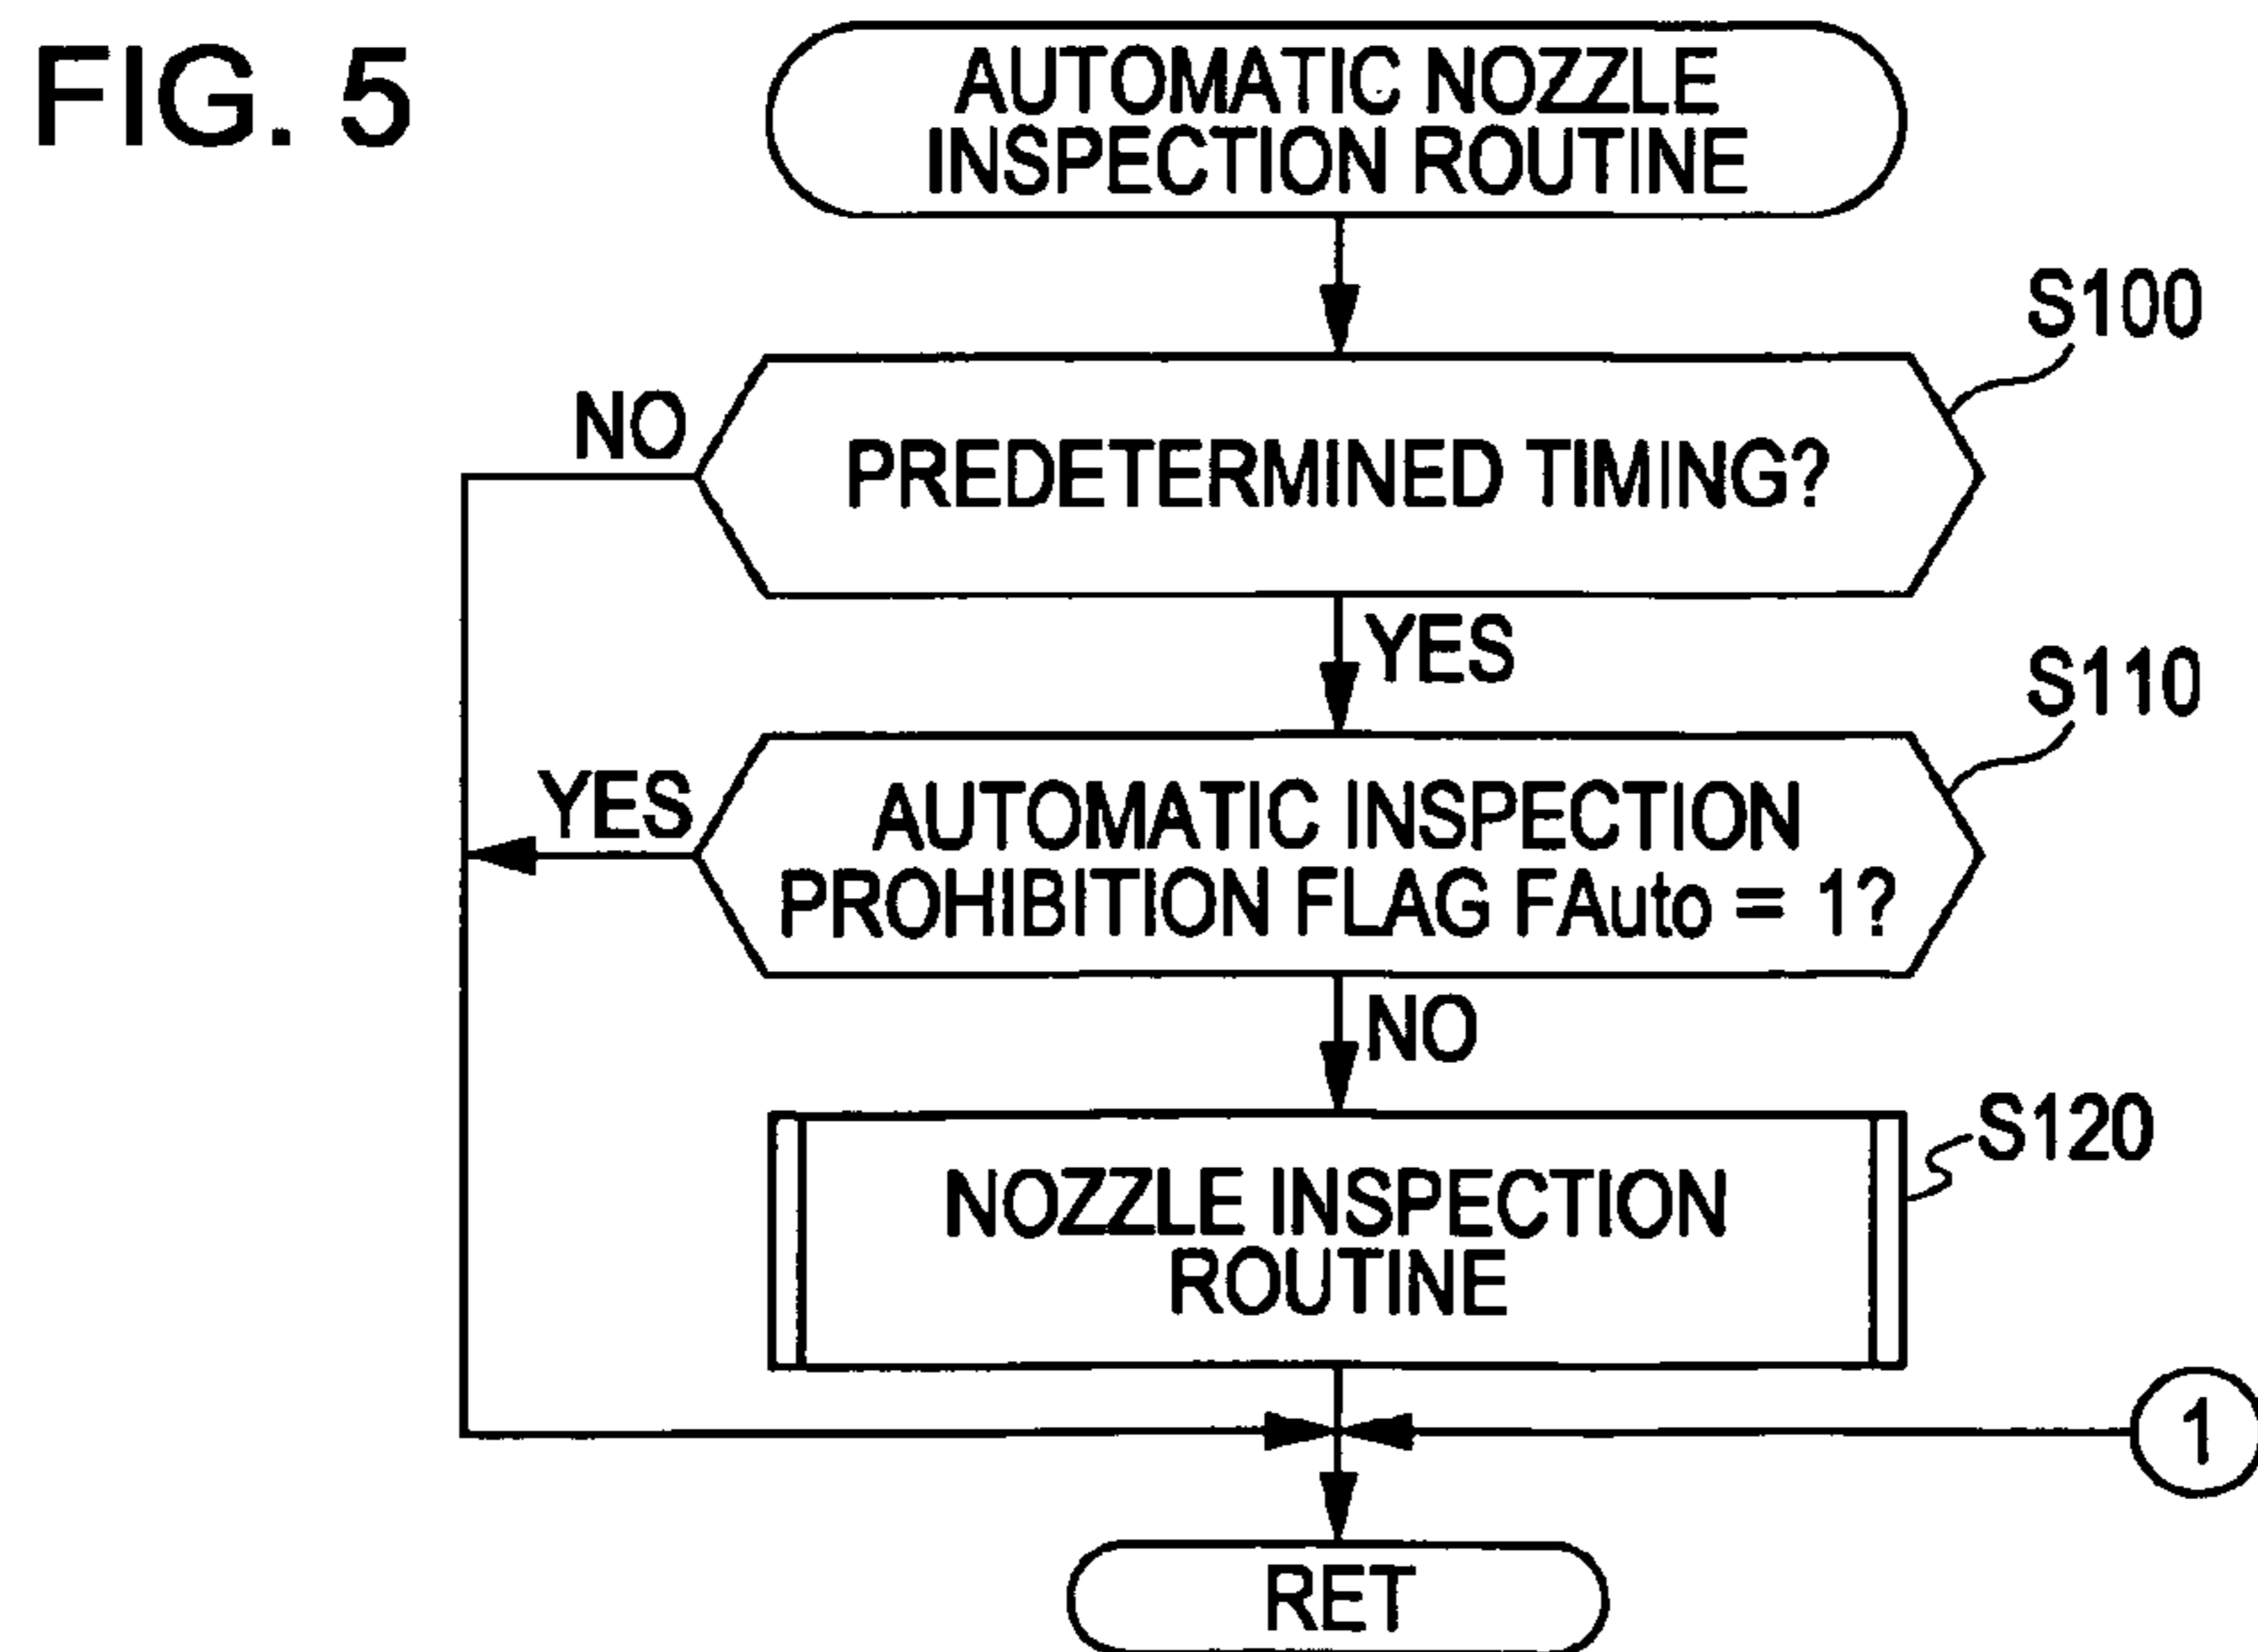 FIG. 5
AUTOMATIC NOZZLE
INSPECTION ROUTINE
S100
NO
PREDETERMINED TIMING?
YES
S110
YES
AUTOMATIC INSPECTION
PROHIBITION FLAG FAuto = 1?
NO
S120
NOZZLE INSPECTION
ROUTINE
1
RET